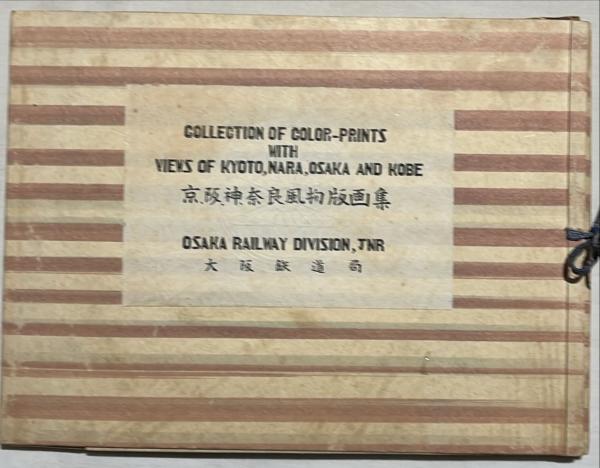 COLLECTION OF COLOR-PRINTS
WITH
VIEWS OF KYOTO, NARA, OSAKA AND KOBE
京阪神奈良風物版画集
OSAKA RAILWAY DIVISION, JNR
大阪鉄道局